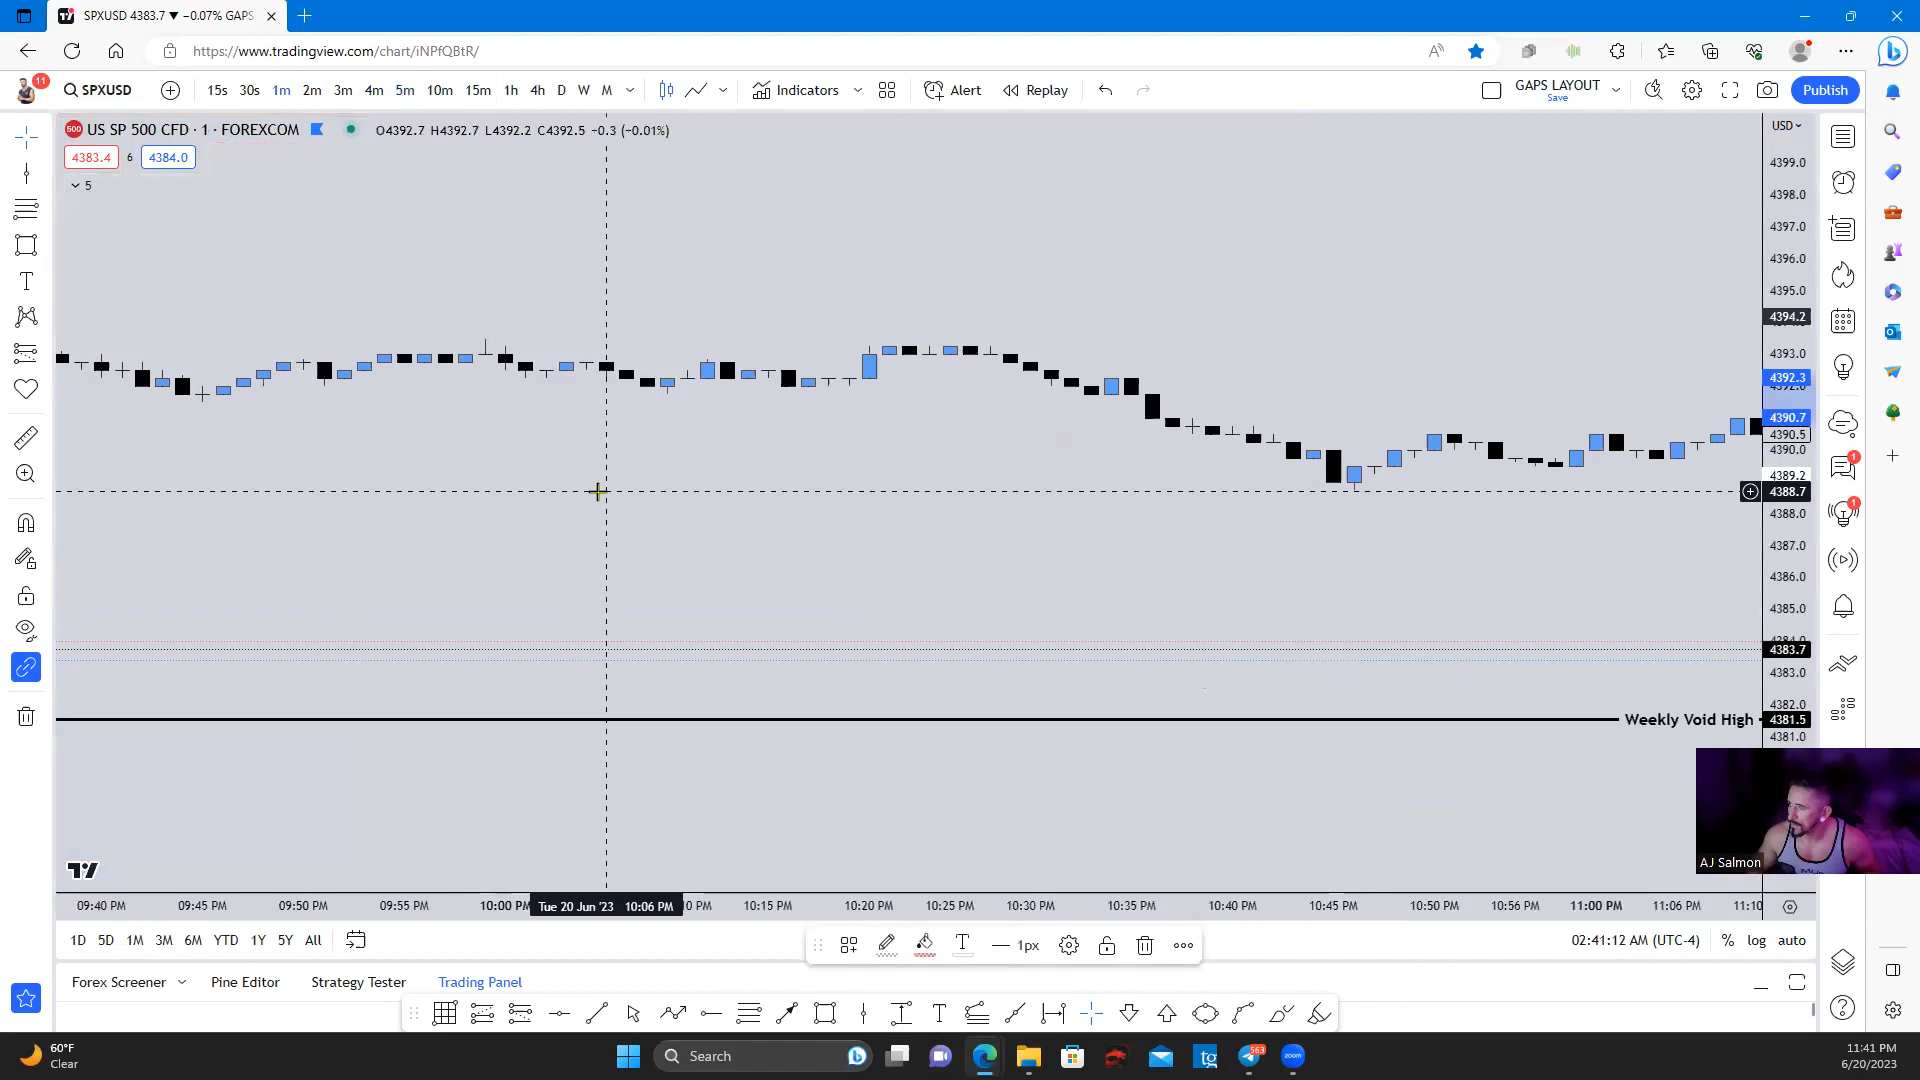 SPXUSD 4383.7 ▼ −0.07% GAPS
https://www.tradingview.com/chart/iNPfQBtR/
11
SPXUSD
15s 30s 1m 2m 3m 4m 5m 10m 15m 1h 4h D W M
Indicators
Alert
Replay
GAPS LAYOUT
Save
Publish
500 US SP 500 CFD · 1 · FOREXCOM
O4392.7 H4392.7 L4392.2 C4392.5 −0.3 (−0.01%)
USD
4383.4 6 4384.0
5
4399.0
4398.0
4397.0
4396.0
4395.0
4394.2
4393.0
4392.3
4390.7
4390.5
4390.0
4389.2
4388.7
4388.0
4387.0
4386.0
4385.0
4383.7
4383.0
4382.0
Weekly Void High 4381.5
4381.0
1
1
AJ Salmon
09:40 PM 09:45 PM 09:50 PM 09:55 PM 10:00 PM Tue 20 Jun '23 10:06 PM PM 10:15 PM 10:20 PM 10:25 PM 10:30 PM 10:35 PM 10:40 PM 10:45 PM 10:50 PM 10:56 PM 11:00 PM 11:06 PM 11:10
1D 5D 1M 3M 6M YTD 1Y 5Y All
1px
02:41:12 AM (UTC-4) % log auto
Forex Screener Pine Editor Strategy Tester Trading Panel
60°F
Clear
Search
tg
563
zoom
11:41 PM
6/20/2023